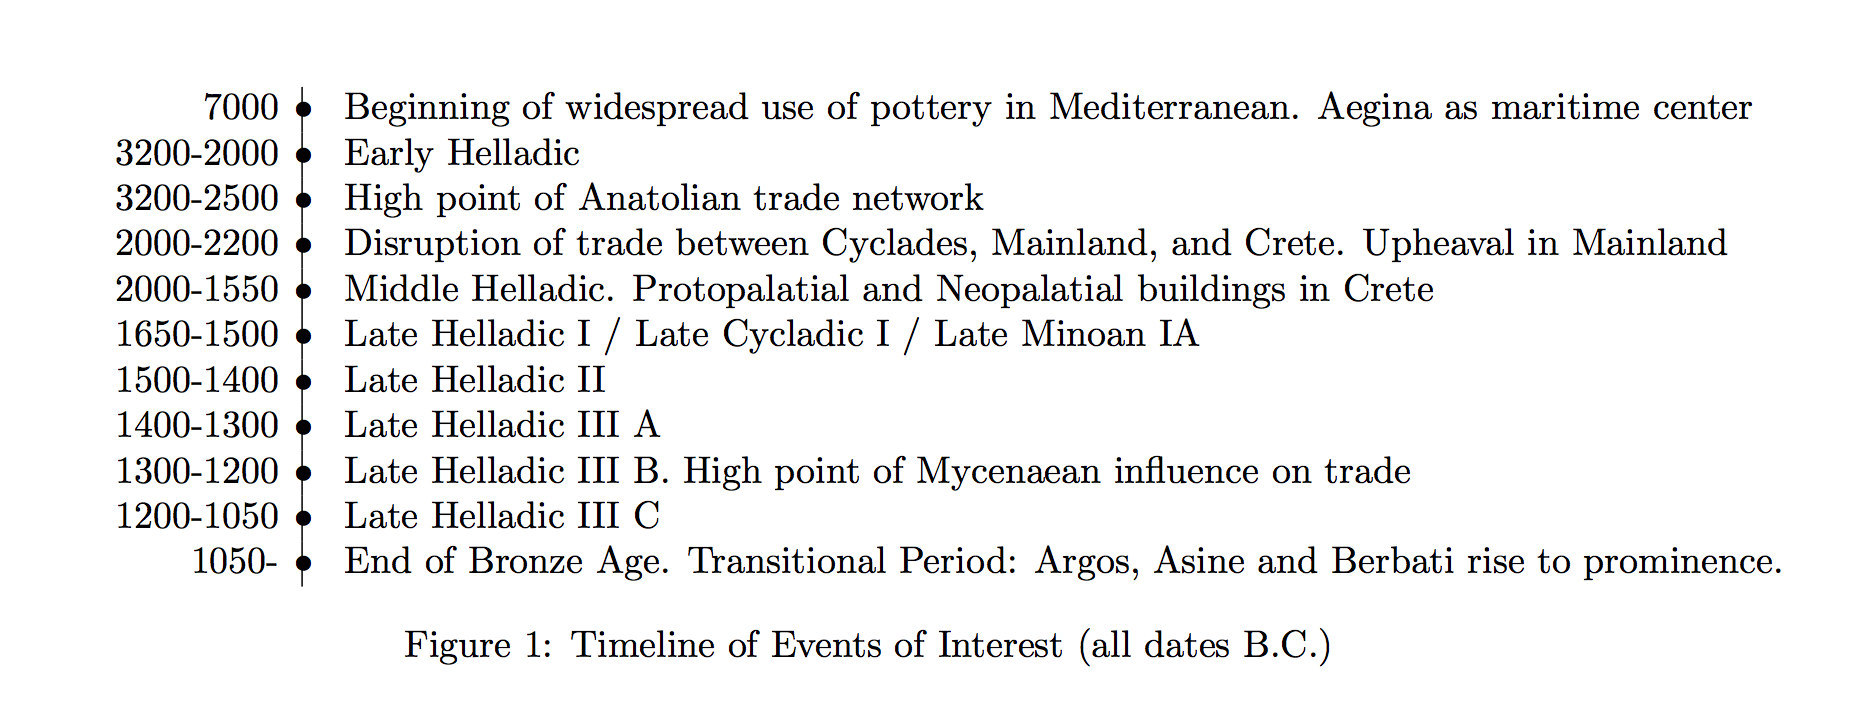 7000 Beginning of widespread use of pottery in Mediterranean. Aegina as maritime center
3200-2000 Early Helladic
3200-2500 High point of Anatolian trade network
2000-2200 Disruption of trade between Cyclades, Mainland, and Crete. Upheaval in Mainland
2000-1550 Middle Helladic. Protopalatial and Neopalatial buildings in Crete
1650-1500 Late Helladic I / Late Cycladic I / Late Minoan IA
1500-1400 Late Helladic II
1400-1300 Late Helladic III A
1300-1200 Late Helladic III B. High point of Mycenaean influence on trade
1200-1050 Late Helladic III C
1050- End of Bronze Age. Transitional Period: Argos, Asine and Berbati rise to prominence.
Figure 1: Timeline of Events of Interest (all dates B.C.)